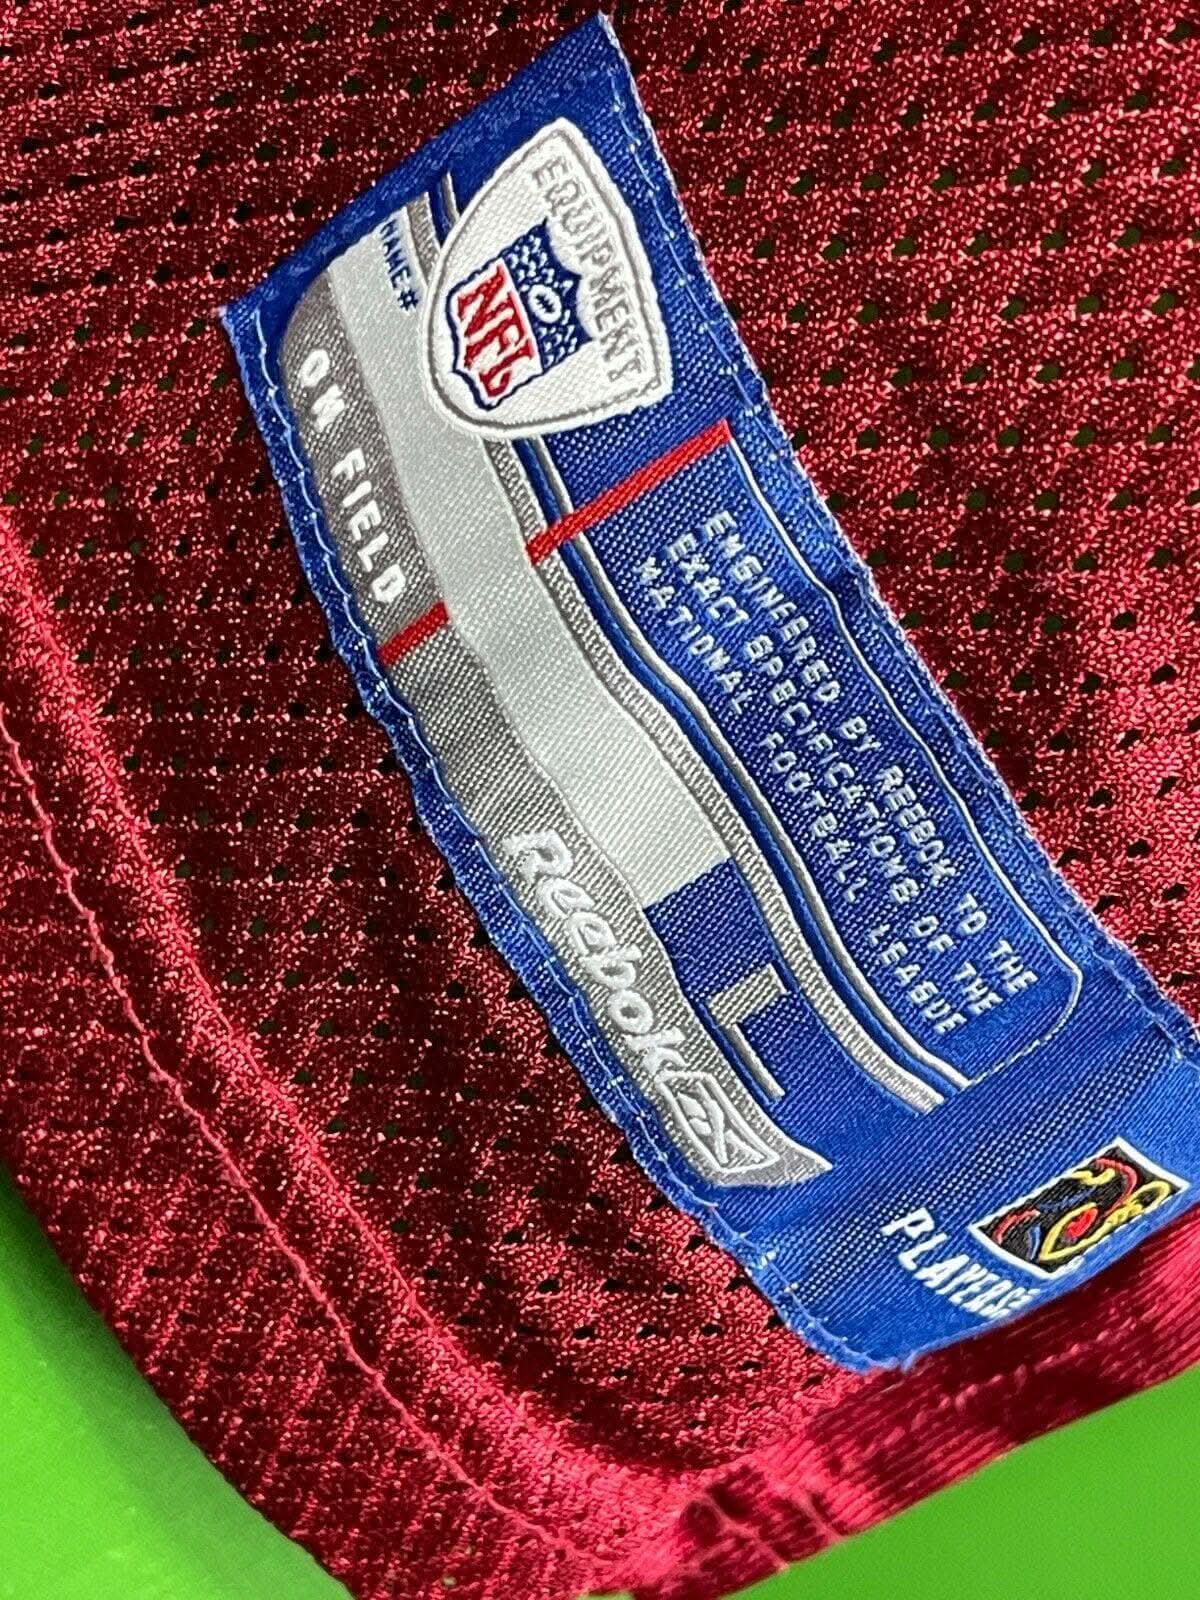 EQUIPMENT
NFL
NAME#
ON FIELD
ENGINEERED BY REEBOK TO THE
EXACT SPECIFICATIONS OF THE
NATIONAL FOOTBALL LEAGUE
Reebok
L
PLAYERS